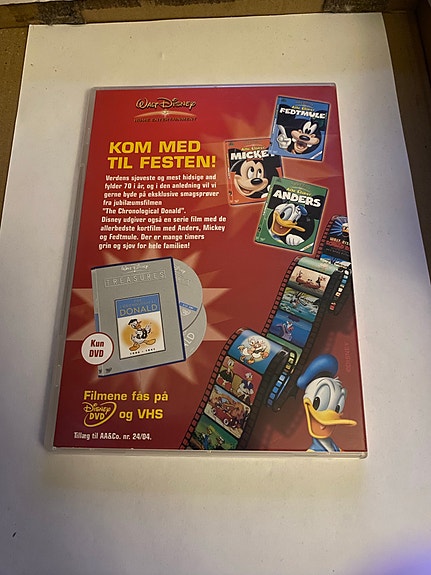 WALT DISNEY
HOME ENTERTAINMENT
KOM MED
TIL FESTEN!
Verdens sjoveste og mest hidsige and
fylder 70 i år, og i den anledning vil vi
gerne byde på eksklusive smagsprøver
fra jubilæumsfilmen
"The Chronological Donald".
Disney udgiver også en serie film med de
allerbedste kortfilm med Anders, Mickey
og Fedtmule. Der er mange timers
grin og sjov for hele familien!
FEDTMULE
MICKEY
ANDERS
WALT DISNEY
TREASURES
DONALD
Kun
DVD
Filmene fås på
Disney DVD og VHS
Tillæg til AA&Co. nr. 24/04.